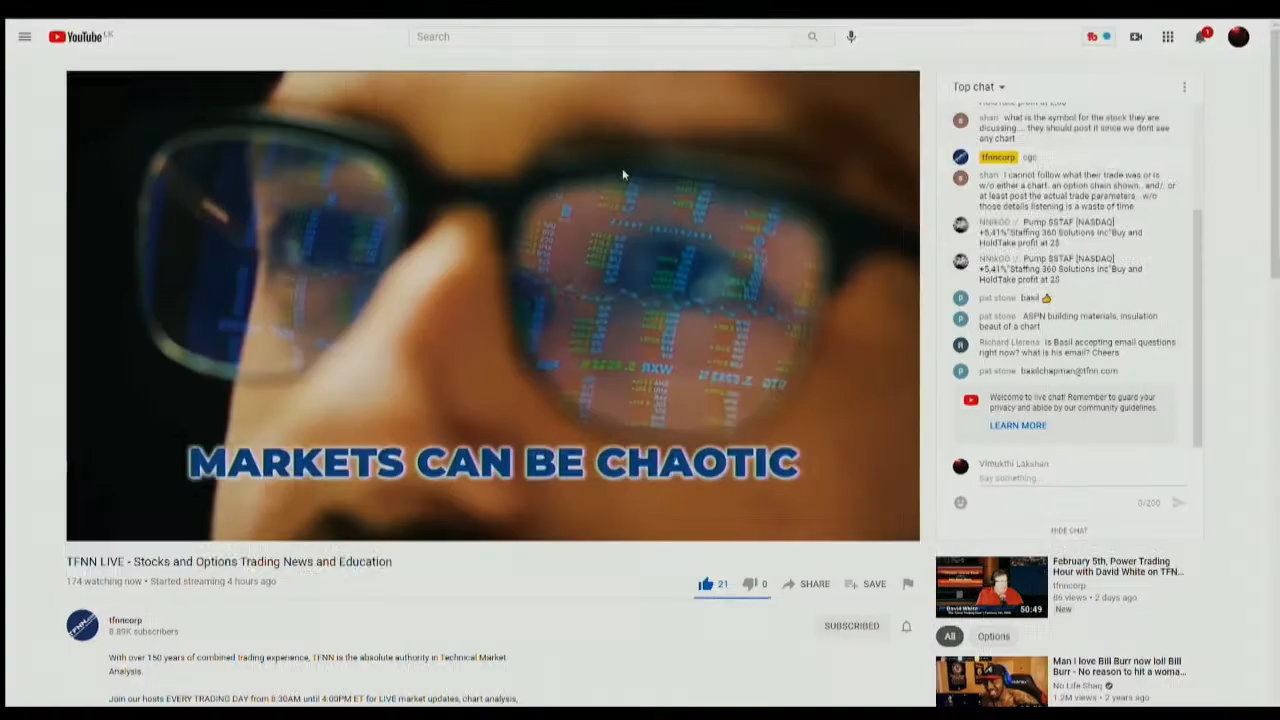 YouTube LK
Search
1
Top chat
shan what is the symbol for the stock they are
dicussing.... they should post it since we dont see
any chart
tfnncorp cgc
shan I cannot follow what their trade was or is
w/o either a chart.. an option chain shown.. and/. or
at least post the actual trade parameters.. w/o
those details listening is a waste of time
Pump $STAF [NASDAQ]
+5,41%"Staffing 360 Solutions Inc"Buy and
HoldTake profit at 2$
Pump $STAF [NASDAQ]
+5,41%"Staffing 360 Solutions Inc"Buy and
HoldTake profit at 2$
pat stone basil 👍
pat stone ASPN building materials, insulation
beaut of a chart
Richard Llerena is Basil accepting email questions
right now? what is his email? Cheers
pat stone basilchapman@tfnn.com
Welcome to live chat! Remember to guard your
privacy and abide by our community guidelines.
LEARN MORE
Vimukthi Lakshan
Say something...
0/200
HIDE CHAT
MARKETS CAN BE CHAOTIC
TFNN LIVE - Stocks and Options Trading News and Education
174 watching now • Started streaming 4 hours ago
21 0 SHARE SAVE
tfnncorp
8.89K subscribers
SUBSCRIBED
With over 150 years of combined trading experience, TFNN is the absolute authority in Technical Market
Analysis.
Join our hosts EVERY TRADING DAY from 8:30AM until 4:00PM ET for LIVE market updates, chart analysis,
February 5th, Power Trading
Hour with David White on TFN...
tfnncorp
86 views • 2 days ago
New
David White
50:49
All Options
Man I love Bill Burr now lol! Bill
Burr - No reason to hit a woma...
No Life Shaq
1.2M views • 2 years ago